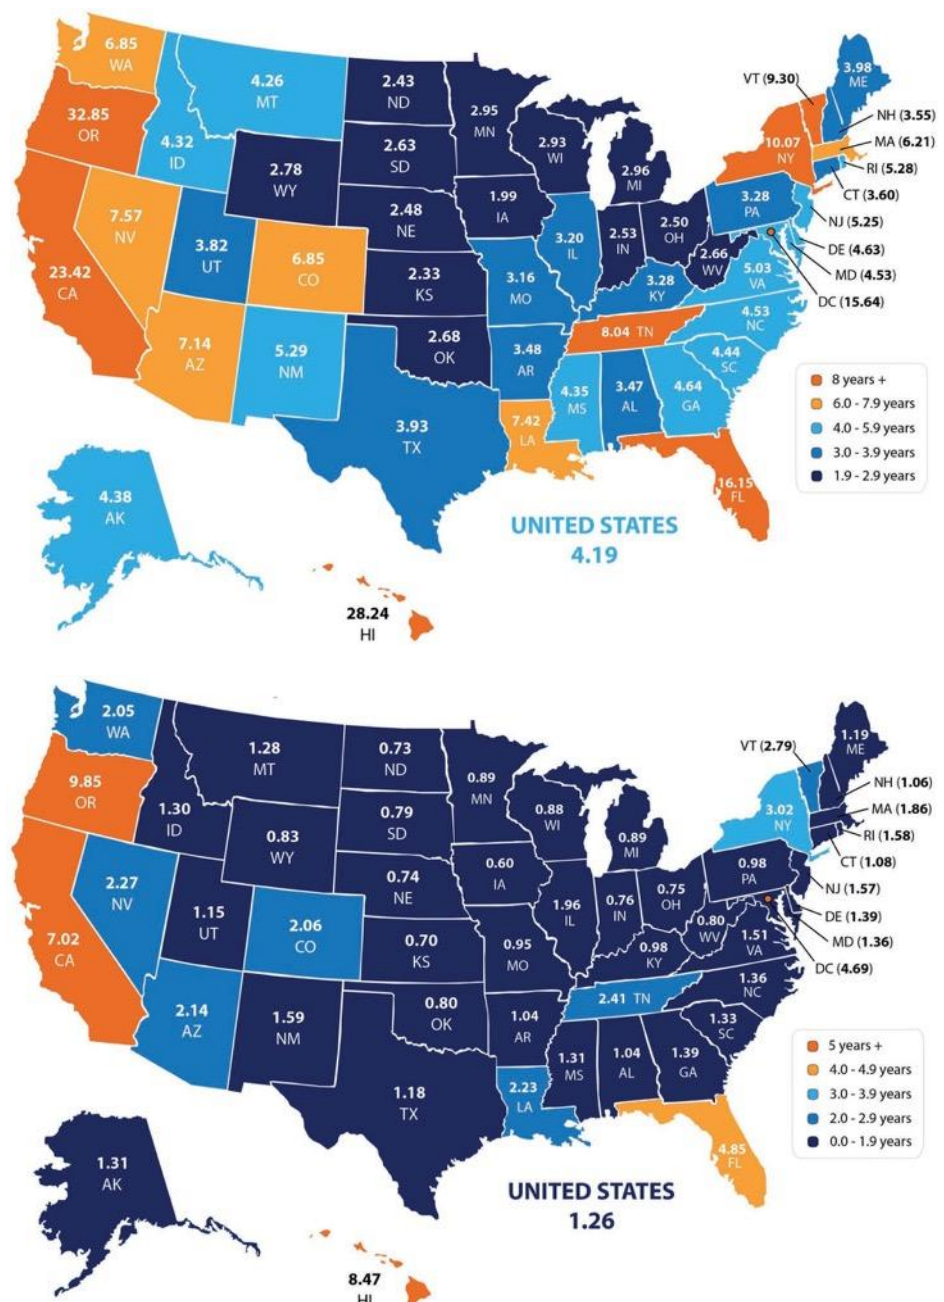 6.85
WA
4.26
MT
2.43
ND
2.95
MN
3.98
ME
VT (9.30)
NH (3.55)
MA (6.21)
RI (5.28)
CT (3.60)
NJ (5.25)
DE (4.63)
MD (4.53)
DC (15.64)
32.85
OR
4.32
ID
2.78
WY
2.63
SD
2.93
WI
2.96
MI
10.07
NY
7.57
NV
3.82
UT
6.85
CO
2.48
NE
1.99
IA
3.20
IL
2.53
IN
2.50
OH
3.28
PA
2.66
WV
5.03
VA
23.42
CA
2.33
KS
3.16
MO
3.28
KY
4.53
NC
7.14
AZ
5.29
NM
2.68
OK
3.48
AR
8.04 TN
4.44
SC
3.93
TX
7.42
LA
4.35
MS
3.47
AL
4.64
GA
16.15
FL
8 years +
6.0 - 7.9 years
4.0 - 5.9 years
3.0 - 3.9 years
1.9 - 2.9 years
4.38
AK
28.24
HI
UNITED STATES
4.19
2.05
WA
1.28
MT
0.73
ND
0.89
MN
1.19
ME
VT (2.79)
NH (1.06)
MA (1.86)
RI (1.58)
CT (1.08)
NJ (1.57)
DE (1.39)
MD (1.36)
DC (4.69)
9.85
OR
1.30
ID
0.83
WY
0.79
SD
0.88
WI
0.89
MI
3.02
NY
2.27
NV
1.15
UT
2.06
CO
0.74
NE
0.60
IA
1.96
IL
0.76
IN
0.75
OH
0.98
PA
0.80
WV
1.51
VA
7.02
CA
0.70
KS
0.95
MO
0.98
KY
1.36
NC
2.14
AZ
1.59
NM
0.80
OK
1.04
AR
2.41 TN
1.33
SC
1.18
TX
2.23
LA
1.31
MS
1.04
AL
1.39
GA
4.85
FL
5 years +
4.0 - 4.9 years
3.0 - 3.9 years
2.0 - 2.9 years
0.0 - 1.9 years
1.31
AK
8.47
HI
UNITED STATES
1.26